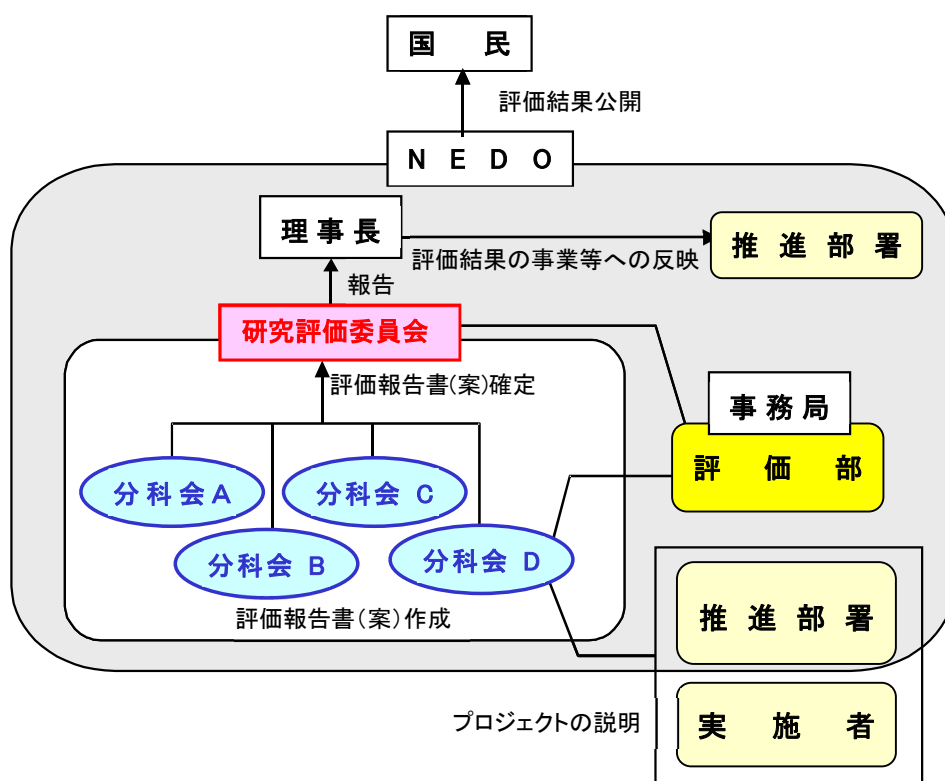 国 民
評価結果公開
N E D O
理事長
推進部署
評価結果の事業等への反映
報告
研究評価委員会
評価報告書(案)確定
事務局
評価部
分科会A
分科会 C
分科会 B
分科会 D
評価報告書(案)作成
推進部署
プロジェクトの説明
実施者